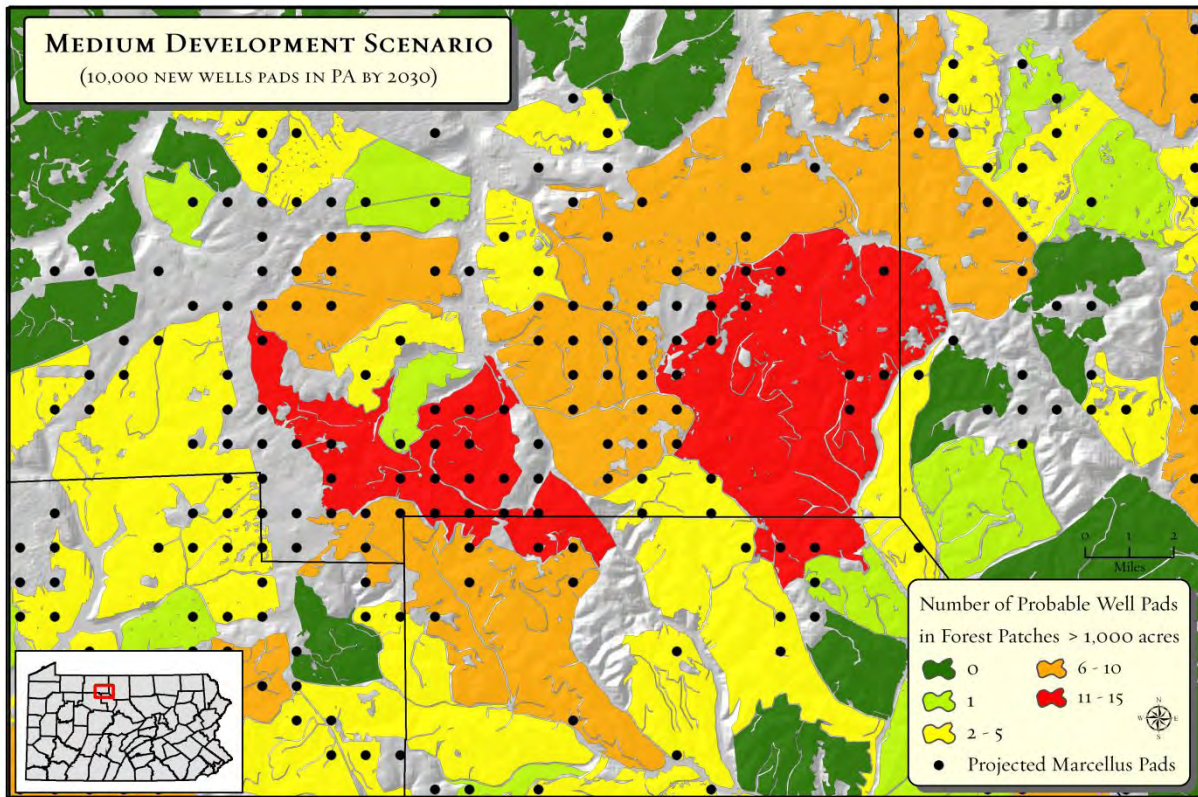 MEDIUM DEVELOPMENT SCENARIO
(10,000 NEW WELLS PADS IN PA BY 2030)
0 1 2
Miles
Number of Probable Well Pads
in Forest Patches > 1,000 acres
0
6 - 10
1
11 - 15
2 - 5
N
W E
S
Projected Marcellus Pads